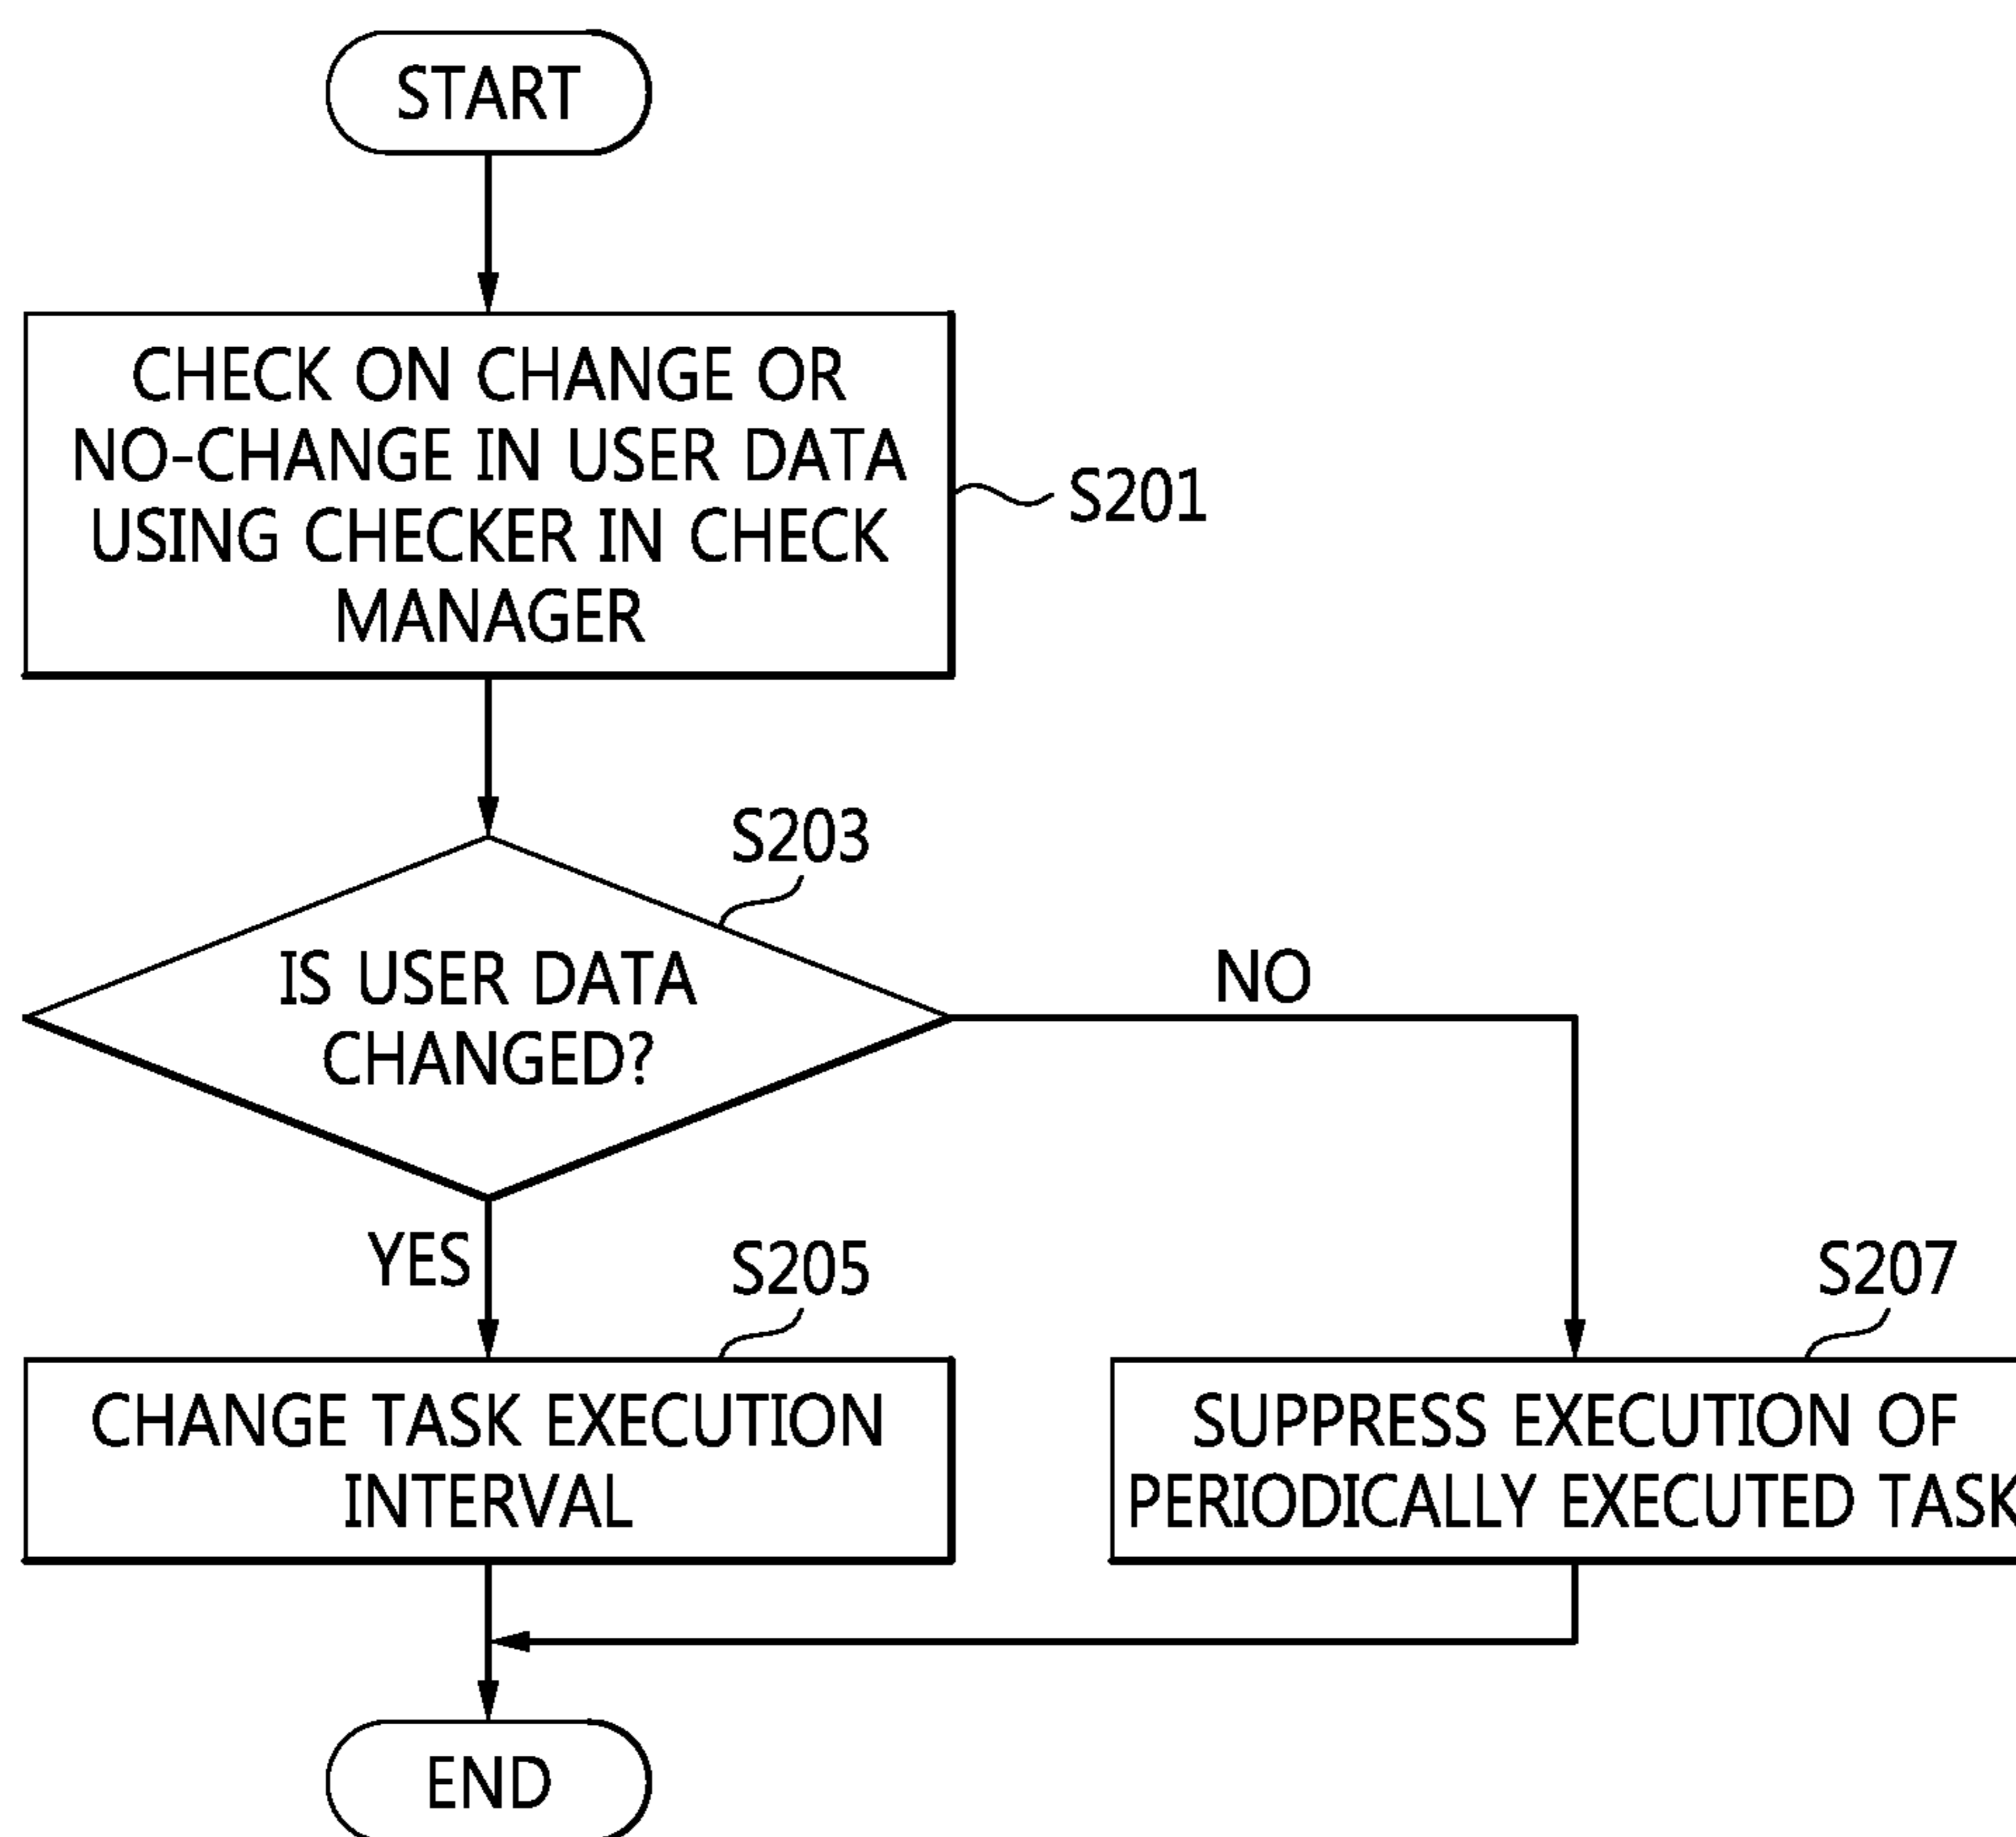 START
CHECK ON CHANGE OR
NO-CHANGE IN USER DATA
USING CHECKER IN CHECK
MANAGER
S201
S203
IS USER DATA
CHANGED?
NO
YES
S205
S207
CHANGE TASK EXECUTION
INTERVAL
SUPPRESS EXECUTION OF
PERIODICALLY EXECUTED TASK
END